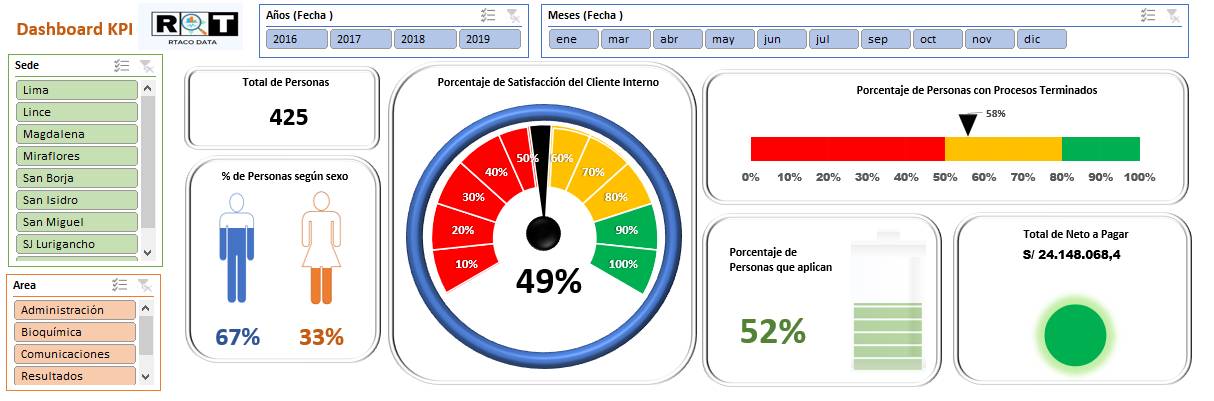 Dashboard KPI
RQT
RTACO DATA
Años (Fecha )
2016 2017 2018 2019
Meses (Fecha )
ene mar abr may jun jul sep oct nov dic
Sede
Lima
Lince
Magdalena
Miraflores
San Borja
San Isidro
San Miguel
SJ Lurigancho
Area
Administración
Bioquímica
Comunicaciones
Resultados
Total de Personas
425
% de Personas según sexo
67% 33%
Porcentaje de Satisfacción del Cliente Interno
10%
20%
30%
40%
50%
60%
70%
80%
90%
100%
49%
Porcentaje de Personas con Procesos Terminados
58%
0% 10% 20% 30% 40% 50% 60% 70% 80% 90% 100%
Porcentaje de
Personas que aplican
52%
Total de Neto a Pagar
S/ 24.148.068,4